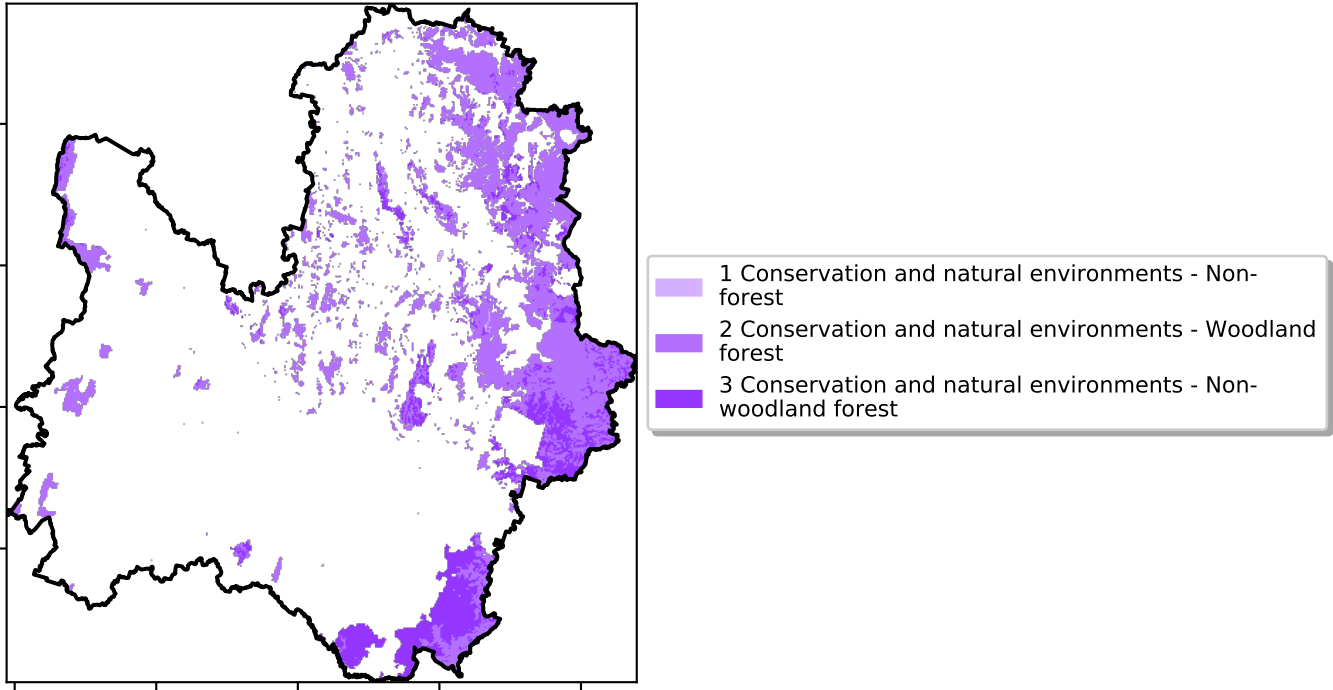 1 Conservation and natural environments - Non-
forest
2 Conservation and natural environments - Woodland
forest
3 Conservation and natural environments - Non-
woodland forest